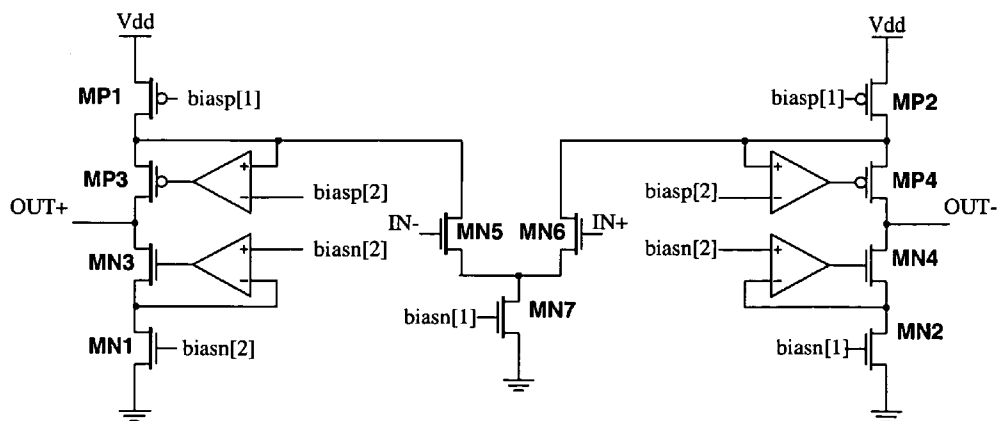 Vdd
Vdd
MP1
biasp[1]
biasp[1]
MP2
+
+
MP3
-
biasp[2]
biasp[2]
-
MP4
OUT+
OUT-
IN-
MN5
MN6
IN+
biasn[2]
biasn[2]
+
+
MN3
-
-
MN4
biasn[1]
MN7
MN1
biasn[2]
biasn[1]
MN2